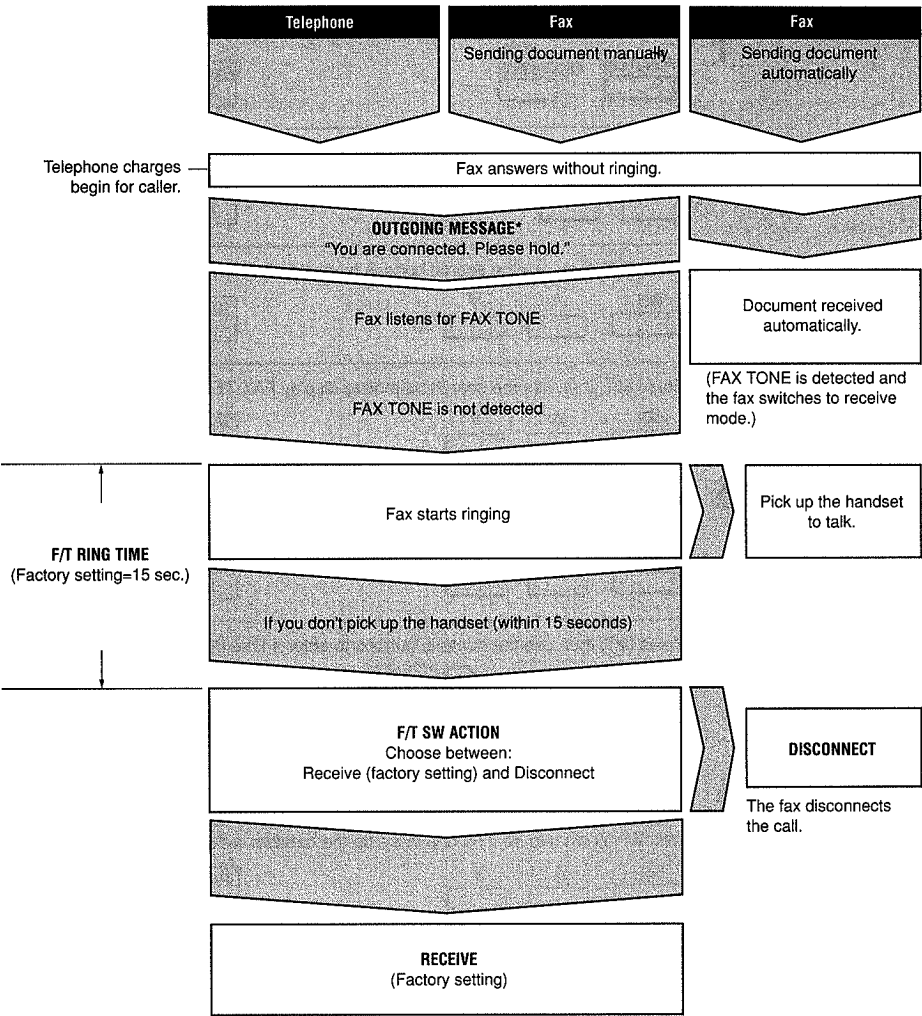 Telephone
Fax
Fax
Sending document manually
Sending document
automatically
Telephone charges
begin for caller.
Fax answers without ringing.
OUTGOING MESSAGE*
"You are connected. Please hold."
Fax listens for FAX TONE
FAX TONE is not detected
Document received
automatically.
(FAX TONE is detected and
the fax switches to receive
mode.)
F/T RING TIME
(Factory setting=15 sec.)
Fax starts ringing
Pick up the handset
to talk.
If you don't pick up the handset (within 15 seconds)
F/T SW ACTION
Choose between:
Receive (factory setting) and Disconnect
DISCONNECT
The fax disconnects
the call.
RECEIVE
(Factory setting)